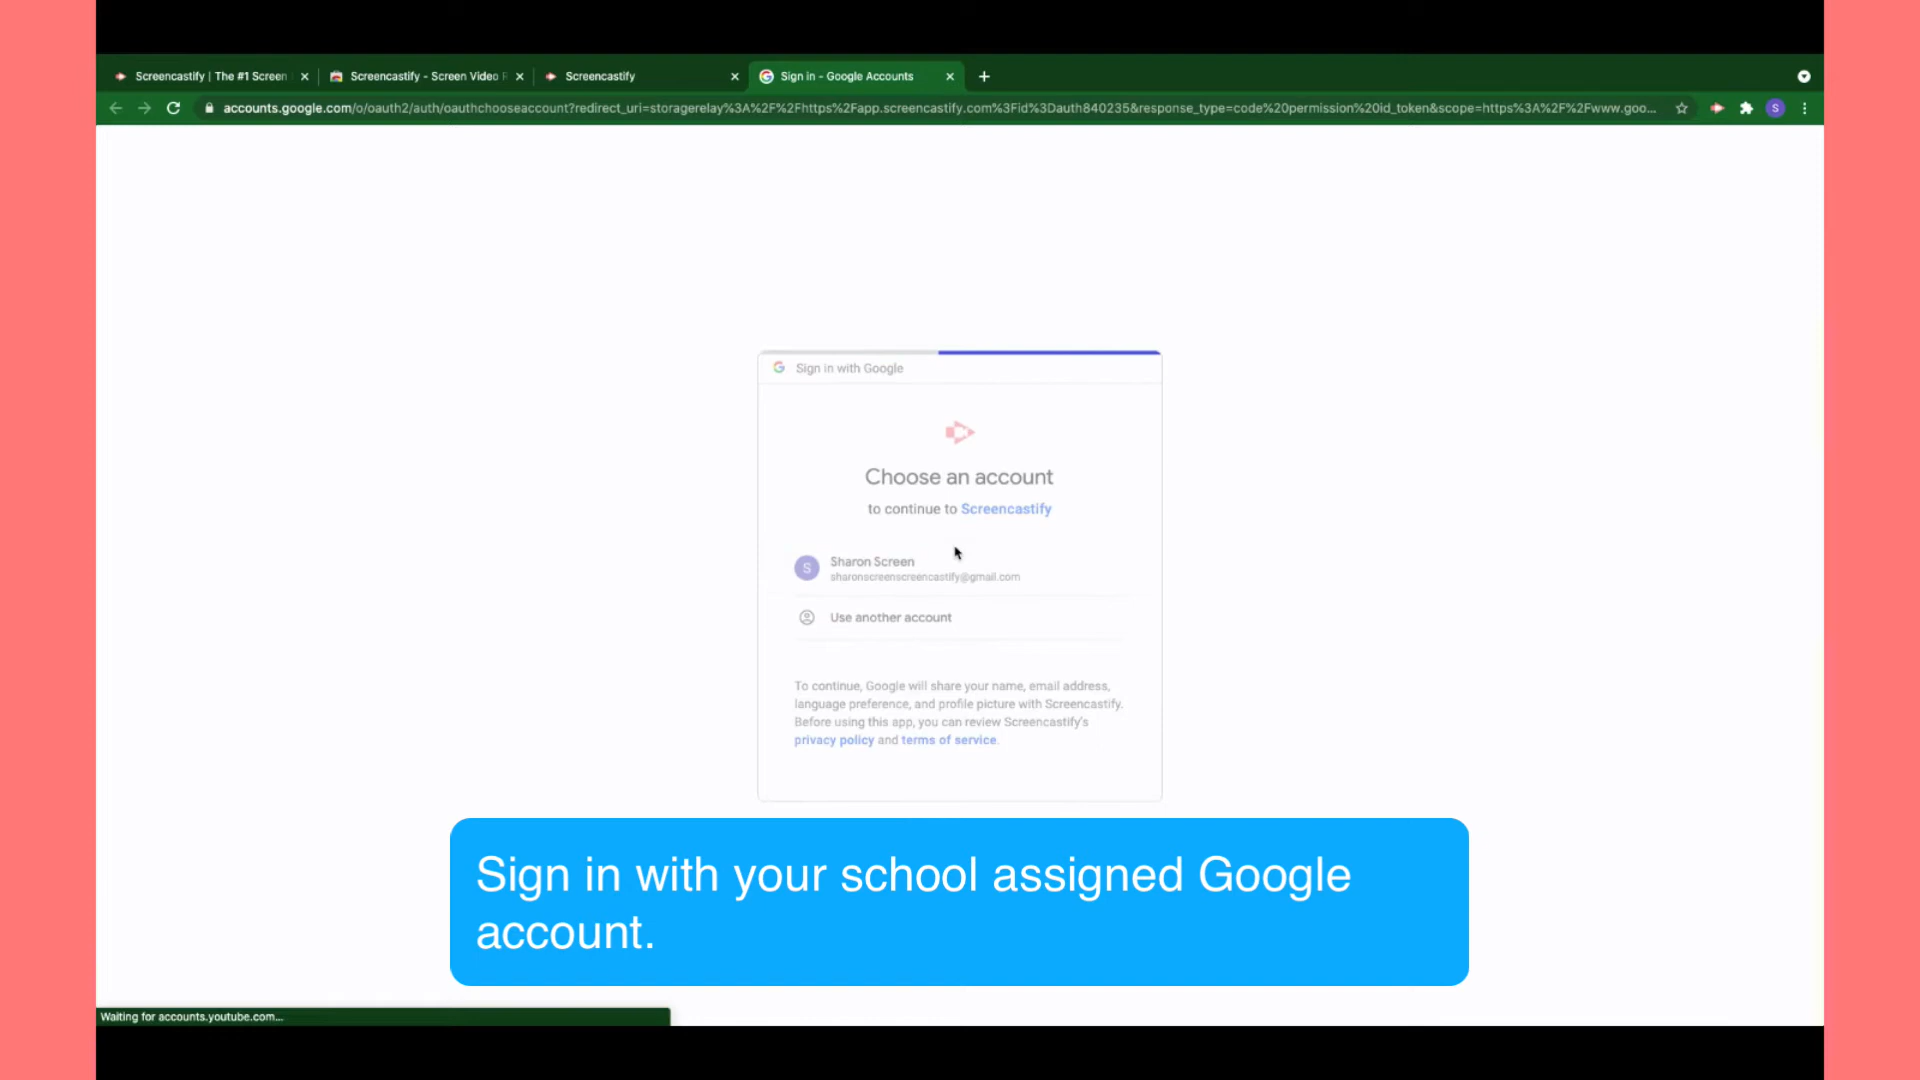 Screencastify | The #1 Screen
Screencastify - Screen Video R
Screencastify
Sign in - Google Accounts
accounts.google.com/o/oauth2/auth/oauthchooseaccount?redirect_uri=storagerelay%3A%2F%2Fhttps%2Fapp.screencastify.com%3Fid%3Dauth840235&response_type=code%20permission%20id_token&scope=https%3A%2F%2Fwww.goo...
S
Sign in with Google
Choose an account
to continue to Screencastify
S
Sharon Screen
sharonscreenscreencastify@gmail.com
Use another account
To continue, Google will share your name, email address,
language preference, and profile picture with Screencastify.
Before using this app, you can review Screencastify's
privacy policy and terms of service.
Sign in with your school assigned Google
account.
Waiting for accounts.youtube.com...